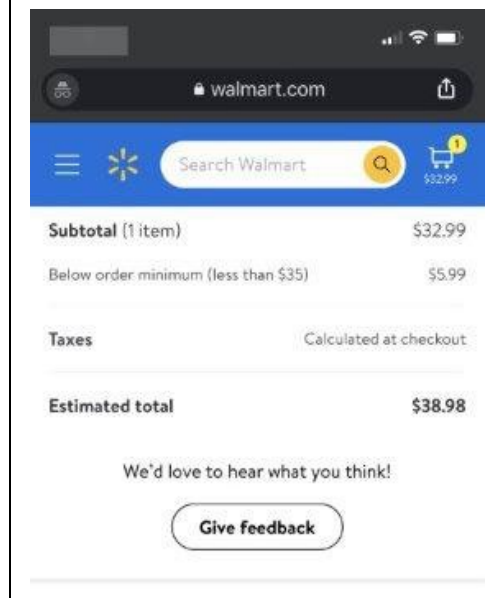 walmart.com
Search Walmart
1
$32.99
Subtotal (1 item) $32.99
Below order minimum (less than $35) $5.99
Taxes Calculated at checkout
Estimated total $38.98
We'd love to hear what you think!
Give feedback